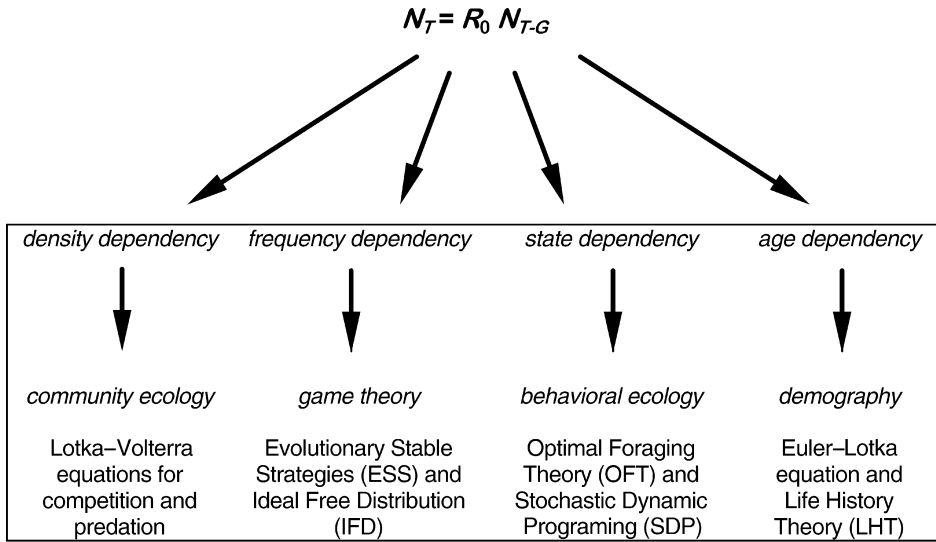 N_T = R_0 N_{T-G}
density dependency
frequency dependency
state dependency
age dependency
community ecology
game theory
behavioral ecology
demography
Lotka–Volterra
equations for
competition and
predation
Evolutionary Stable
Strategies (ESS) and
Ideal Free Distribution
(IFD)
Optimal Foraging
Theory (OFT) and
Stochastic Dynamic
Programing (SDP)
Euler–Lotka
equation and
Life History
Theory (LHT)